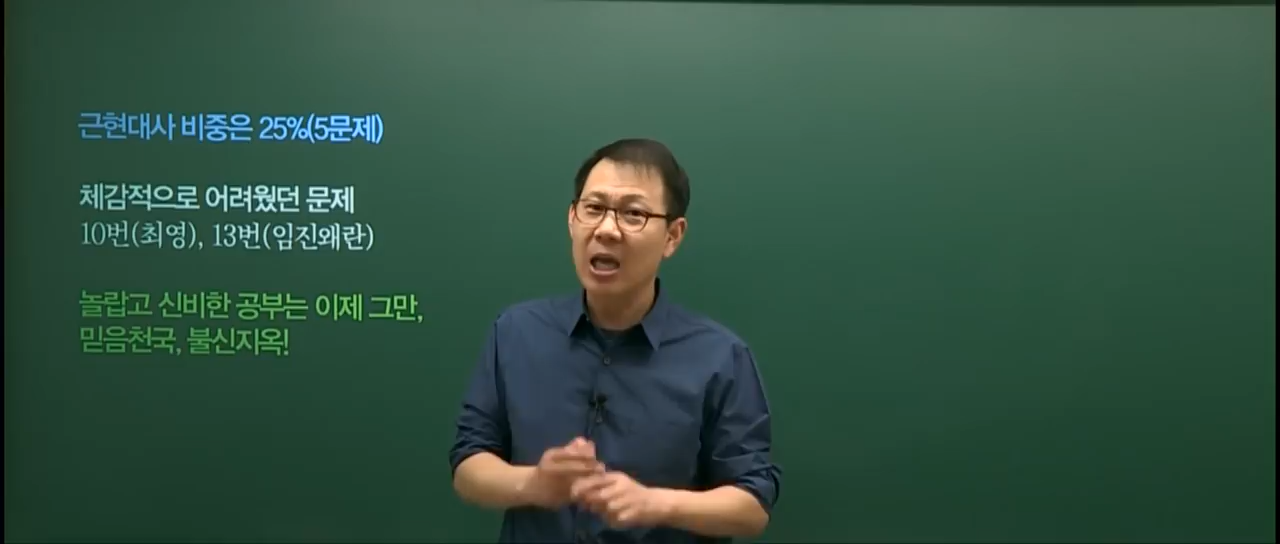 근현대사 비중은 25%(5문제)
체감적으로 어려웠던 문제
10번(최영), 13번(임진왜란)
놀랍고 신비한 공부는 이제 그만,
믿음천국, 불신지옥!